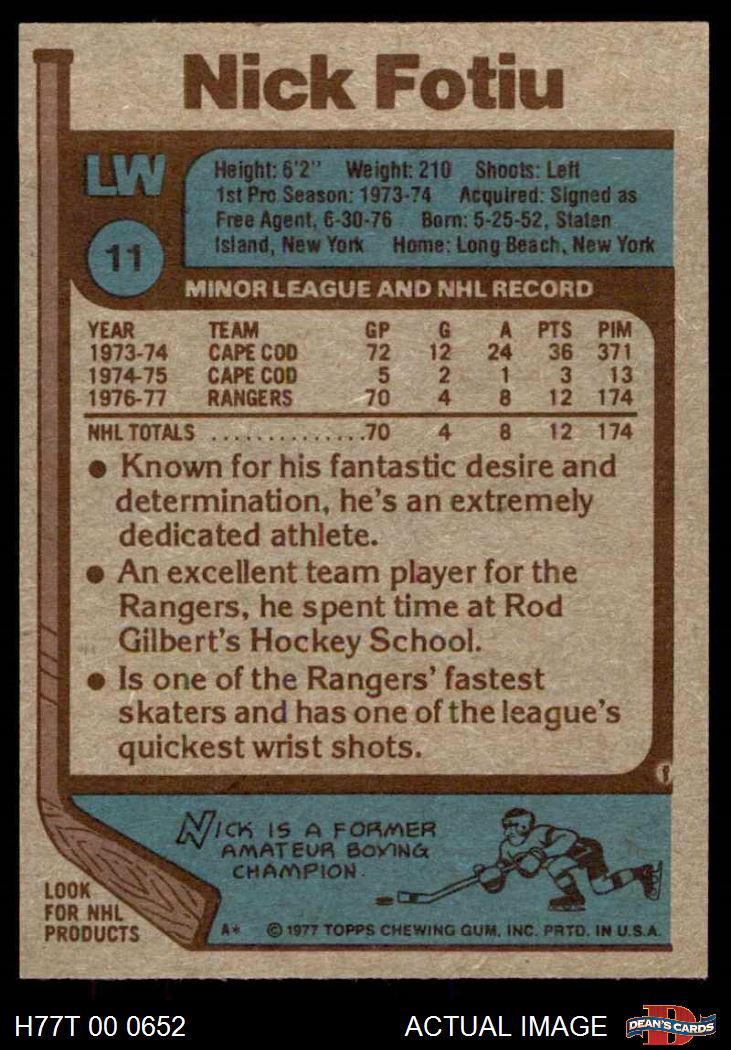 Nick Fotiu
LW
11
Height: 6'2" Weight: 210 Shoots: Left
1st Pro Season: 1973-74 Acquired: Signed as
Free Agent, 6-30-76 Born: 5-25-52, Staten
Island, New York Home: Long Beach, New York
MINOR LEAGUE AND NHL RECORD
YEAR TEAM GP G A PTS PIM
1973-74 CAPE COD 72 12 24 36 371
1974-75 CAPE COD 5 2 1 3 13
1976-77 RANGERS 70 4 8 12 174
NHL TOTALS ..............70 4 8 12 174
● Known for his fantastic desire and
determination, he's an extremely
dedicated athlete.
● An excellent team player for the
Rangers, he spent time at Rod
Gilbert's Hockey School.
● Is one of the Rangers' fastest
skaters and has one of the league's
quickest wrist shots.
NICK IS A FORMER
AMATEUR BOXING
CHAMPION.
LOOK
FOR NHL
PRODUCTS
A* © 1977 TOPPS CHEWING GUM, INC. PRTD. IN U.S.A.
H77T 00 0652 ACTUAL IMAGE
D
DEAN'S CARDS